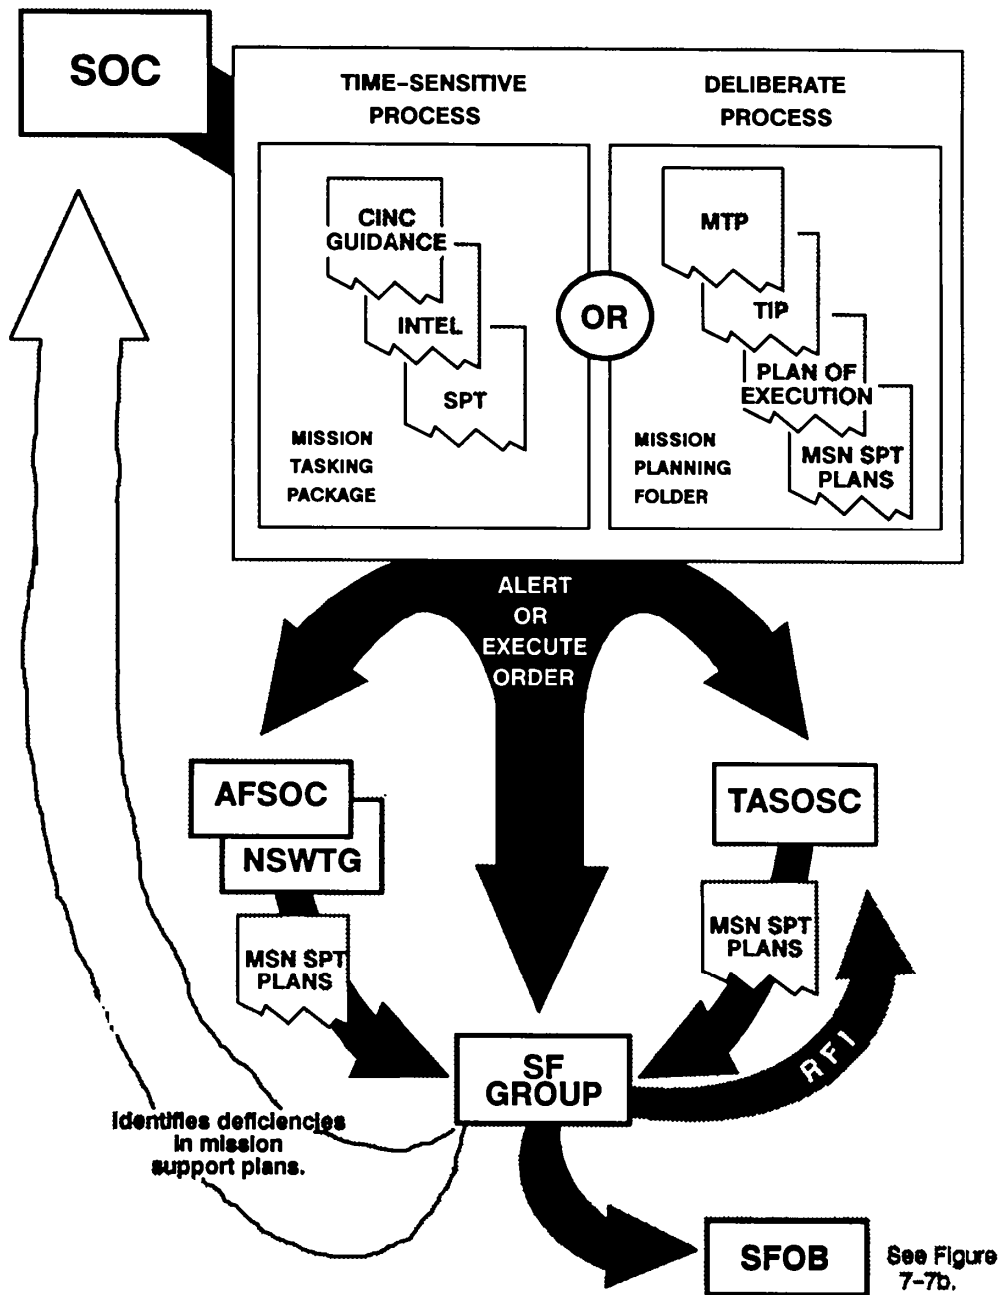 SOC
TIME-SENSITIVE
PROCESS
DELIBERATE
PROCESS
CINC
GUIDANCE
INTEL
SPT
MISSION
TASKING
PACKAGE
OR
MTP
TIP
PLAN OF
EXECUTION
MSN SPT
PLANS
MISSION
PLANNING
FOLDER
ALERT
OR
EXECUTE
ORDER
AFSOC
NSWTG
MSN SPT
PLANS
TASOSC
MSN SPT
PLANS
RFI
SF
GROUP
Identifies deficiencies
in mission
support plans.
SFOB
See Figure
7-7b.